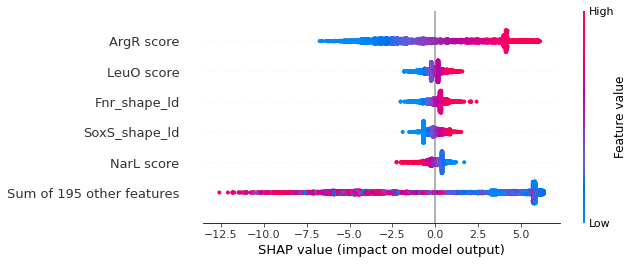 High
ArgR score
LeuO score
Fnr_shape_ld
SoxS_shape_ld
NarL score
Sum of 195 other features
Feature value
Low
−12.5 −10.0 −7.5 −5.0 −2.5 0.0 2.5 5.0
SHAP value (impact on model output)